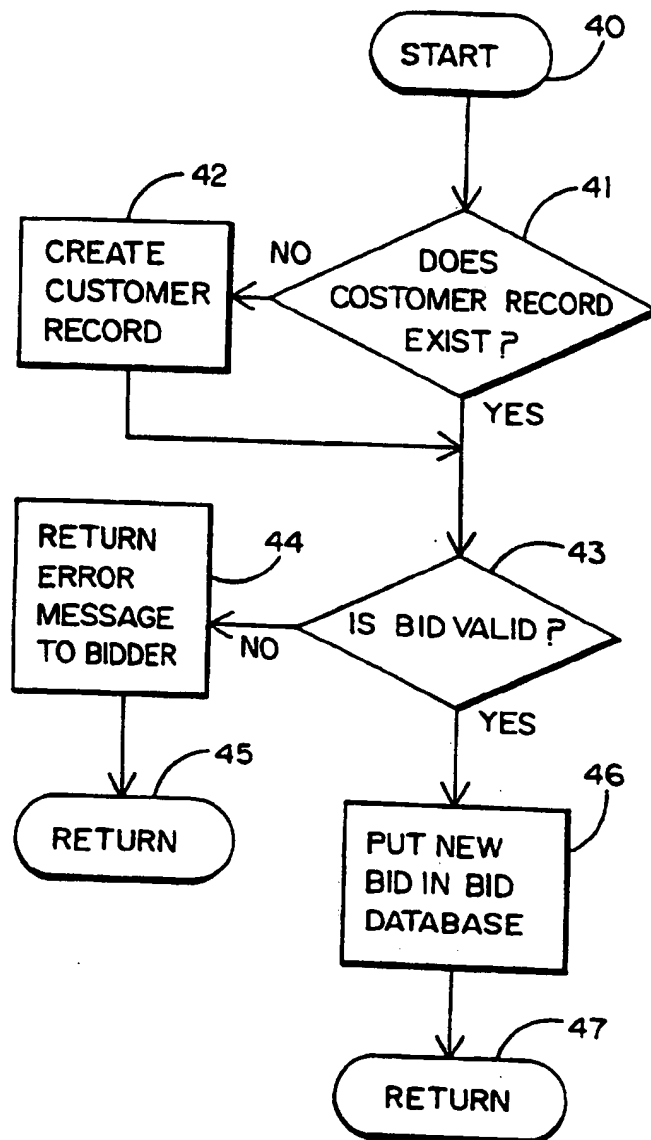 START
40
42
41
CREATE
CUSTOMER
RECORD
NO
DOES
COSTOMER RECORD
EXIST?
YES
RETURN
ERROR
MESSAGE
TO BIDDER
44
43
IS BID VALID?
NO
YES
45
RETURN
46
PUT NEW
BID IN BID
DATABASE
47
RETURN